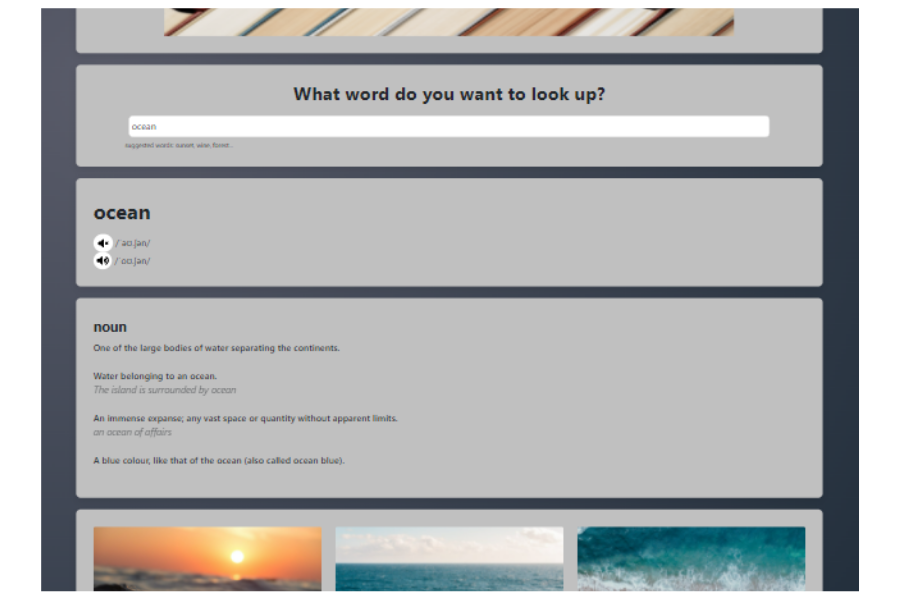 What word do you want to look up?
ocean
suggested words: sunset, wine, forest...
ocean
/ˈəʊ.ʃən/
/ˈoʊ.ʃən/
noun
One of the large bodies of water separating the continents.
Water belonging to an ocean.
The island is surrounded by ocean
An immense expanse; any vast space or quantity without apparent limits.
an ocean of affairs
A blue colour, like that of the ocean (also called ocean blue).